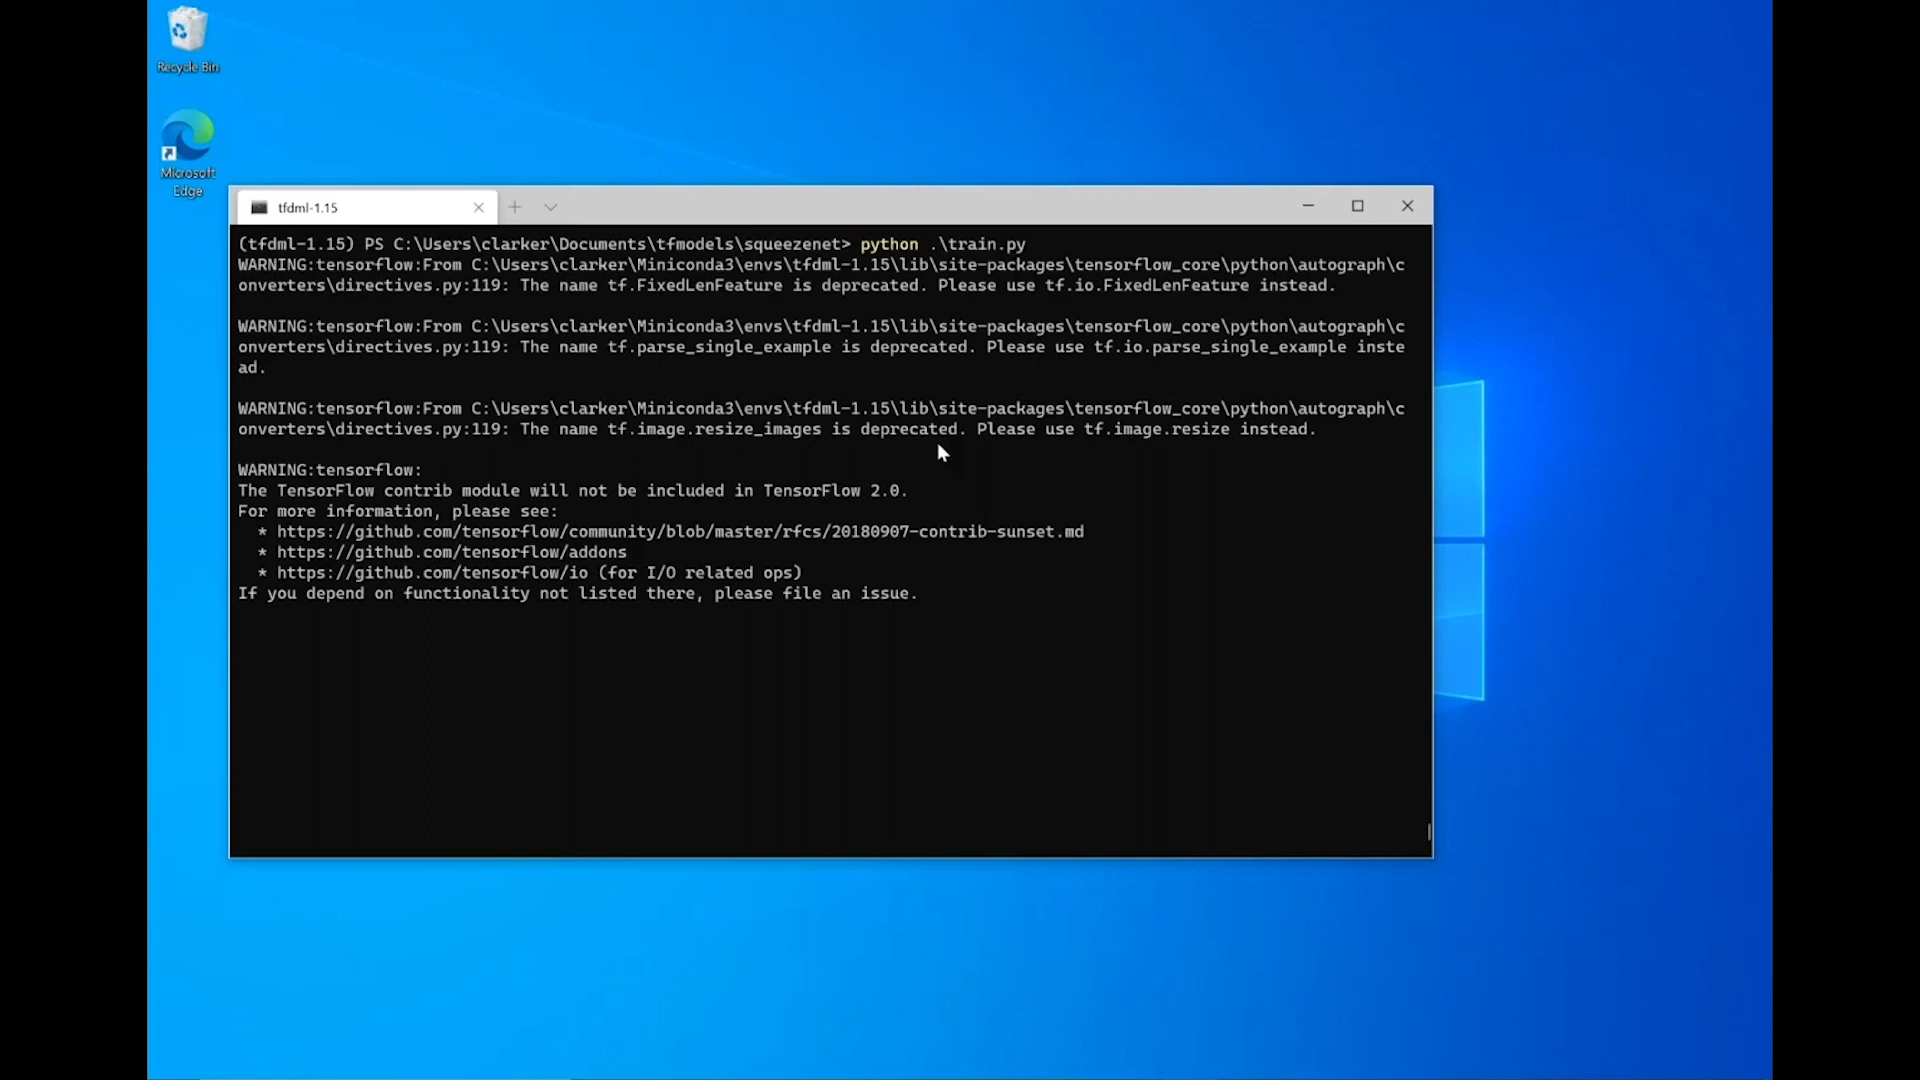 Recycle Bin
Microsoft
Edge
tfdml-1.15
(tfdml-1.15) PS C:\Users\clarker\Documents\tfmodels\squeezenet> python .\train.py
WARNING:tensorflow:From C:\Users\clarker\Miniconda3\envs\tfdml-1.15\lib\site-packages\tensorflow_core\python\autograph\c
onverters\directives.py:119: The name tf.FixedLenFeature is deprecated. Please use tf.io.FixedLenFeature instead.
WARNING:tensorflow:From C:\Users\clarker\Miniconda3\envs\tfdml-1.15\lib\site-packages\tensorflow_core\python\autograph\c
onverters\directives.py:119: The name tf.parse_single_example is deprecated. Please use tf.io.parse_single_example inste
ad.
WARNING:tensorflow:From C:\Users\clarker\Miniconda3\envs\tfdml-1.15\lib\site-packages\tensorflow_core\python\autograph\c
onverters\directives.py:119: The name tf.image.resize_images is deprecated. Please use tf.image.resize instead.
WARNING:tensorflow:
The TensorFlow contrib module will not be included in TensorFlow 2.0.
For more information, please see:
* https://github.com/tensorflow/community/blob/master/rfcs/20180907-contrib-sunset.md
* https://github.com/tensorflow/addons
* https://github.com/tensorflow/io (for I/O related ops)
If you depend on functionality not listed there, please file an issue.